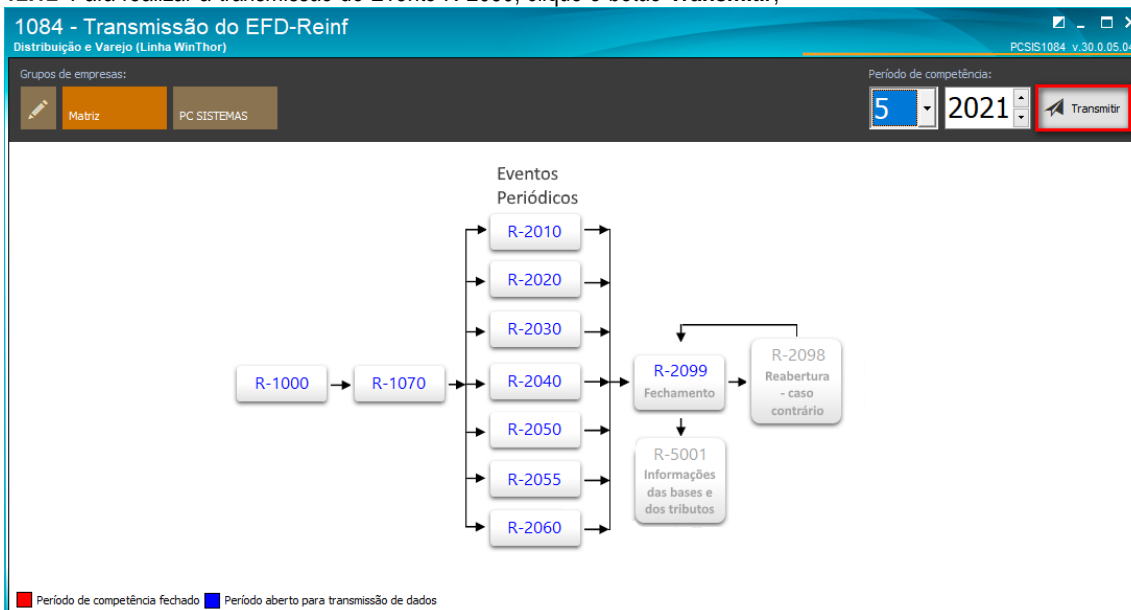 1084 - Transmissão do EFD-Reinf
Distribuição e Varejo (Linha WinThor)
PCSIS1084 v.30.0.05.04
Grupos de empresas:
Período de competência:
Matriz
PC SISTEMAS
5
2021
Transmitir
Eventos
Periódicos
R-2010
R-2020
R-2030
R-1000
R-1070
R-2040
R-2099
Fechamento
R-2098
Reabertura
- caso
contrário
R-2050
R-5001
Informações
das bases e
dos tributos
R-2055
R-2060
Período de competência fechado
Período aberto para transmissão de dados